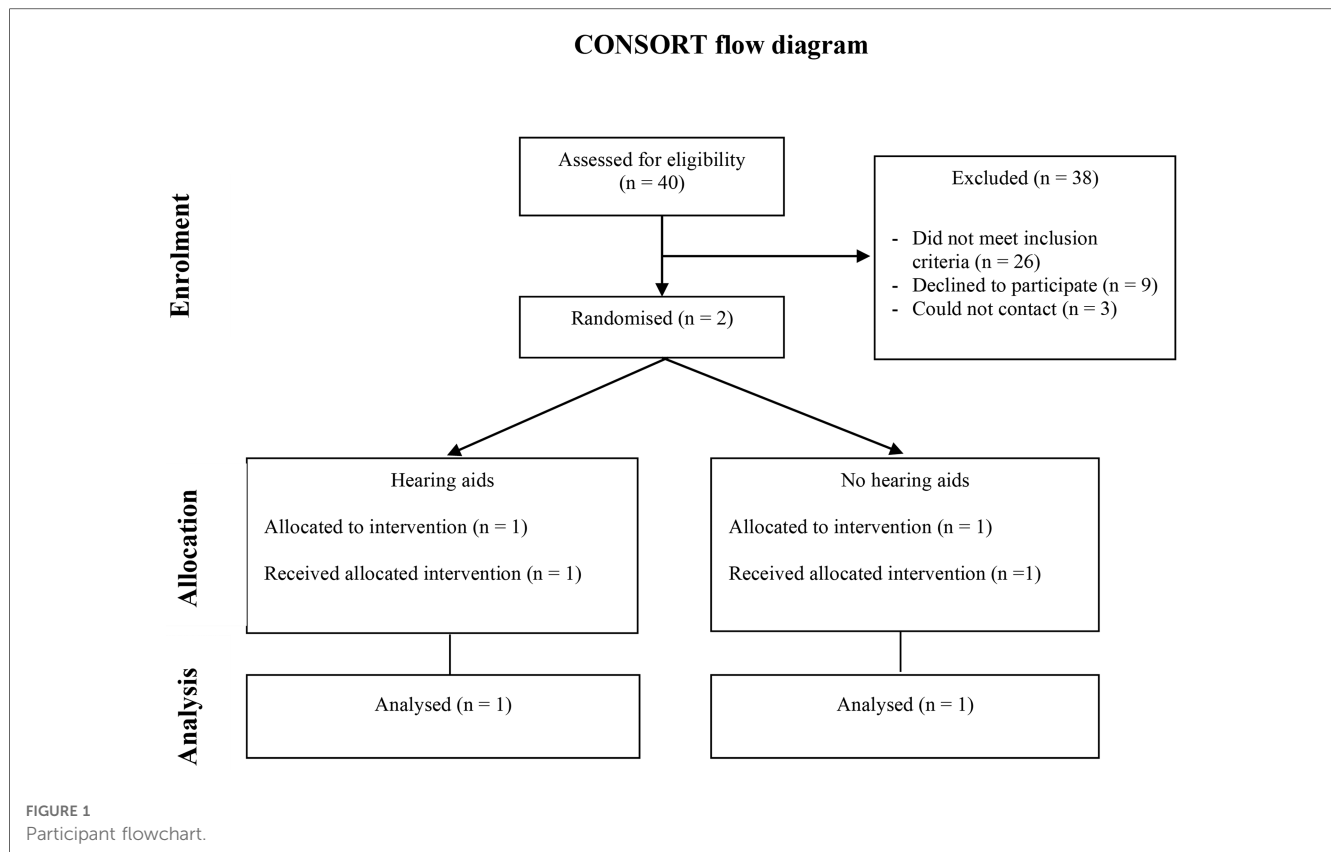 CONSORT flow diagram
Enrolment
Assessed for eligibility
(n = 40)
Excluded (n = 38)
- Did not meet inclusion
criteria (n = 26)
- Declined to participate (n = 9)
- Could not contact (n = 3)
Randomised (n = 2)
Allocation
Hearing aids
Allocated to intervention (n = 1)
Received allocated intervention (n = 1)
No hearing aids
Allocated to intervention (n = 1)
Received allocated intervention (n =1)
Analysis
Analysed (n = 1)
Analysed (n = 1)
FIGURE 1
Participant flowchart.